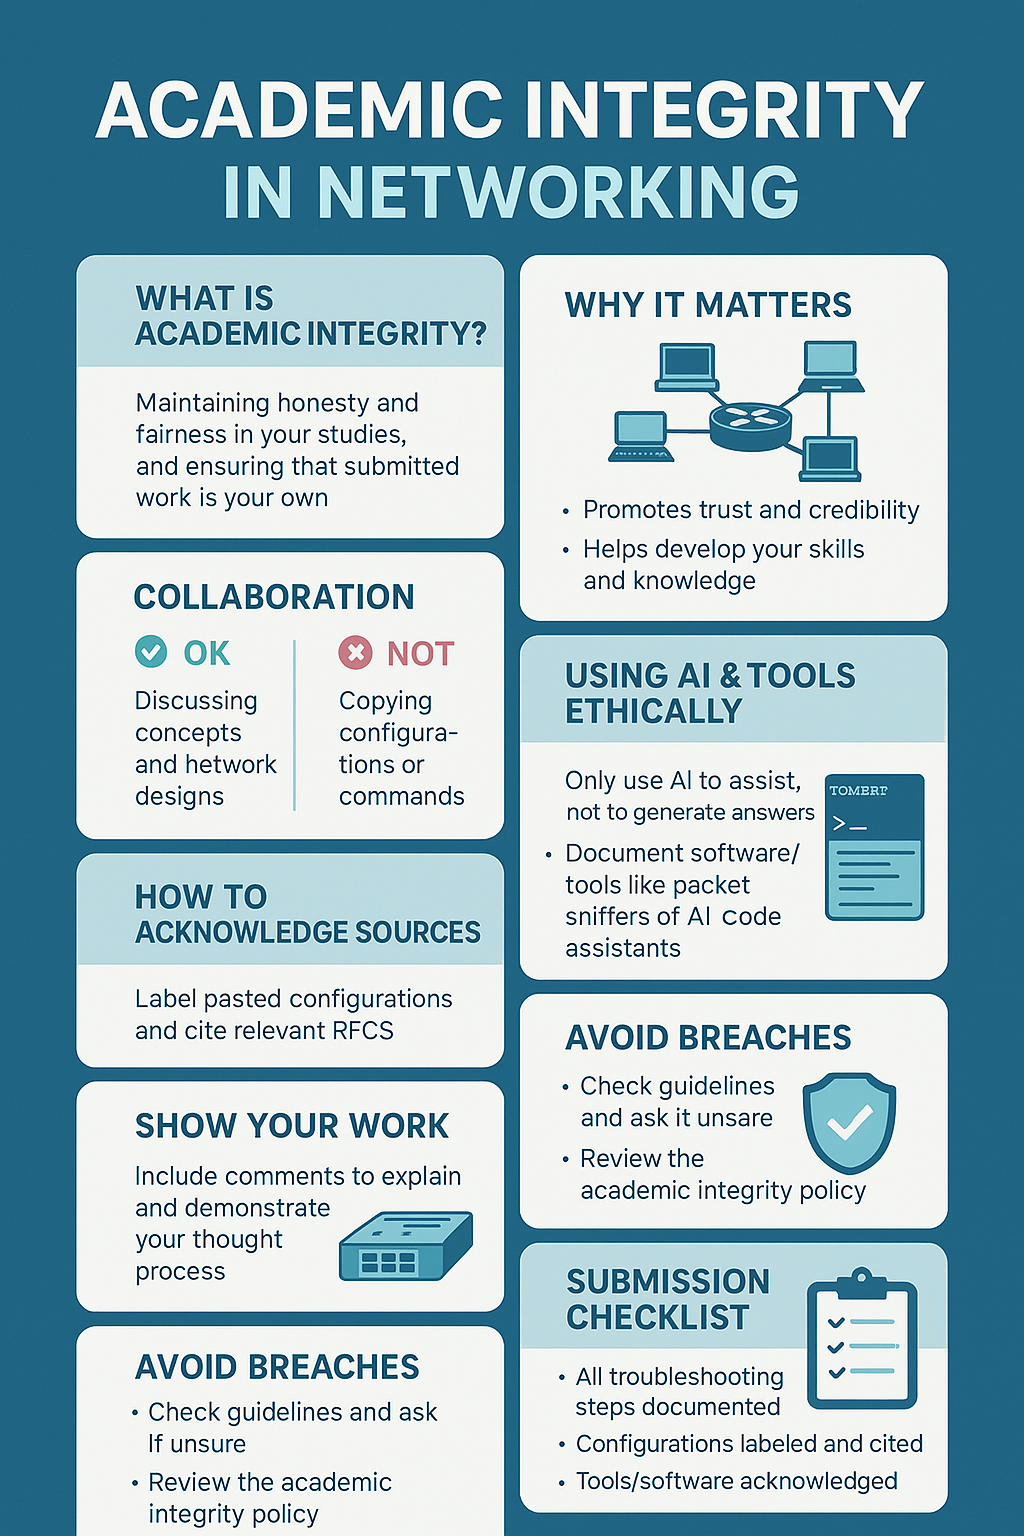 ACADEMIC INTEGRITY
IN NETWORKING
WHAT IS
ACADEMIC INTEGRITY?
Maintaining honesty and
fairness in your studies,
and ensuring that submitted
work is your own
COLLABORATION
OK
Discussing
concepts
and hetwork
designs
NOT
Copying
configura-
tions or
commands
HOW TO
ACKNOWLEDGE SOURCES
Label pasted configurations
and cite relevant RFCS
SHOW YOUR WORK
Include comments to explain
and demonstrate
your thought
process
AVOID BREACHES
• Check guidelines and ask
If unsure
• Review the academic
integrity policy
WHY IT MATTERS
• Promotes trust and credibility
• Helps develop your skills
and knowledge
USING AI & TOOLS
ETHICALLY
Only use AI to assist,
not to generate answers
• Document software/
tools like packet
sniffers of AI code
assistants
TOMERT
>_
AVOID BREACHES
• Check guidelines
and ask it unsare
• Review the
academic integrity policy
SUBMISSION
CHECKLIST
• All troubleshooting
steps documented
• Configurations labeled and cited
• Tools/software acknowledged